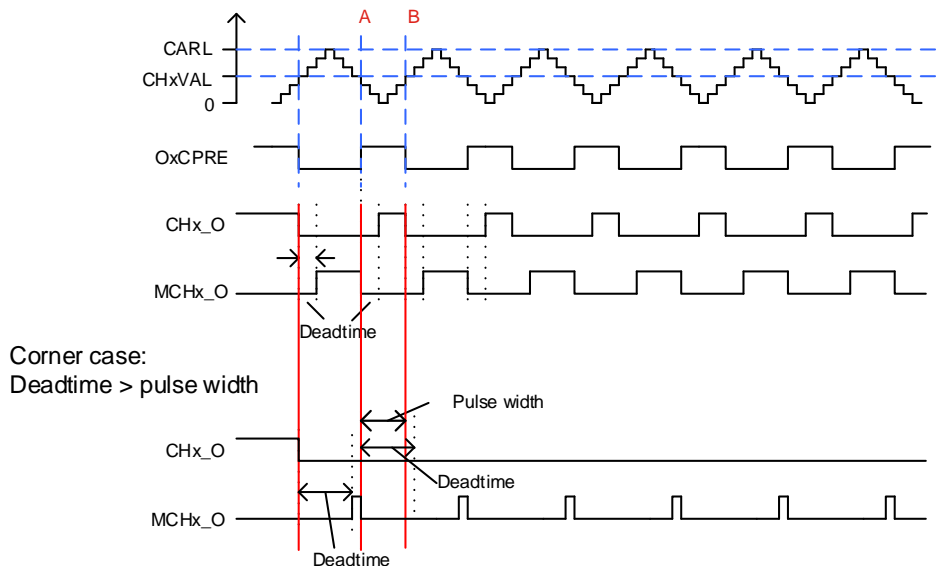 A B
CARL
CHxVAL
0
OxCPRE
CHx_O
MCHx_O
Deadtime
Corner case:
Deadtime > pulse width
Pulse width
CHx_O
Deadtime
MCHx_O
Deadtime